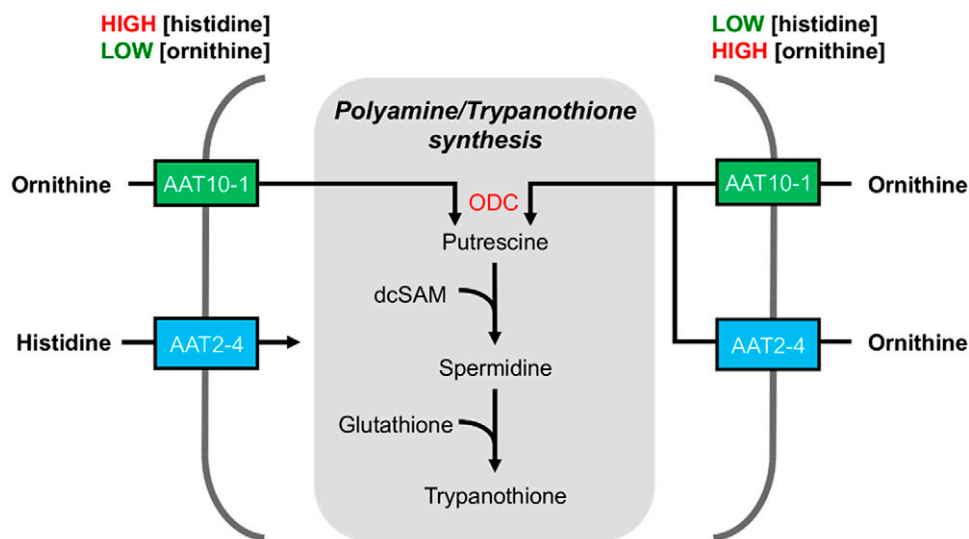 HIGH [histidine]
LOW [ornithine]
LOW [histidine]
HIGH [ornithine]
Polyamine/Trypanothione
synthesis
Ornithine
AAT10-1
ODC
AAT10-1
Ornithine
Putrescine
dcSAM
Histidine
AAT2-4
AAT2-4
Ornithine
Spermidine
Glutathione
Trypanothione